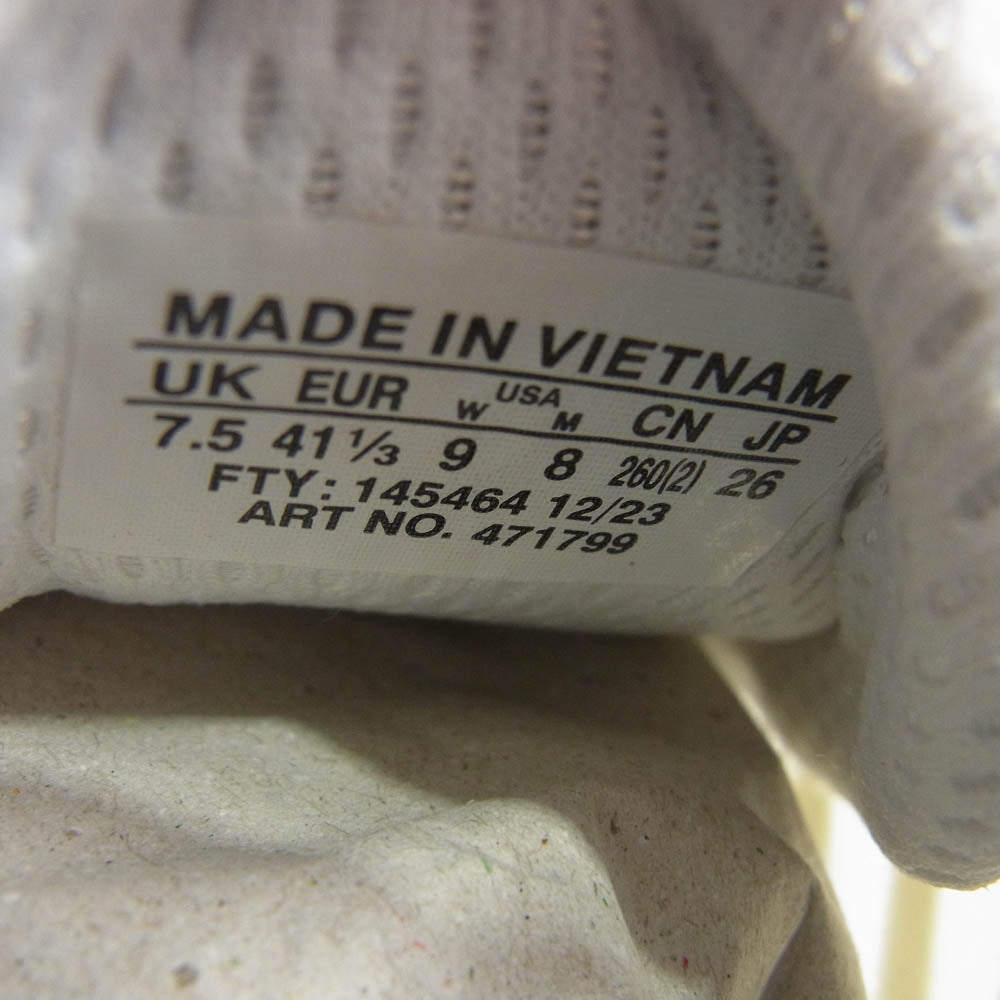 MADE IN VIETNAM
UK EUR W USA M CN JP
7.5 41⅓ 9 8 260(2) 26
FTY: 145464 12/23
ART NO. 471799